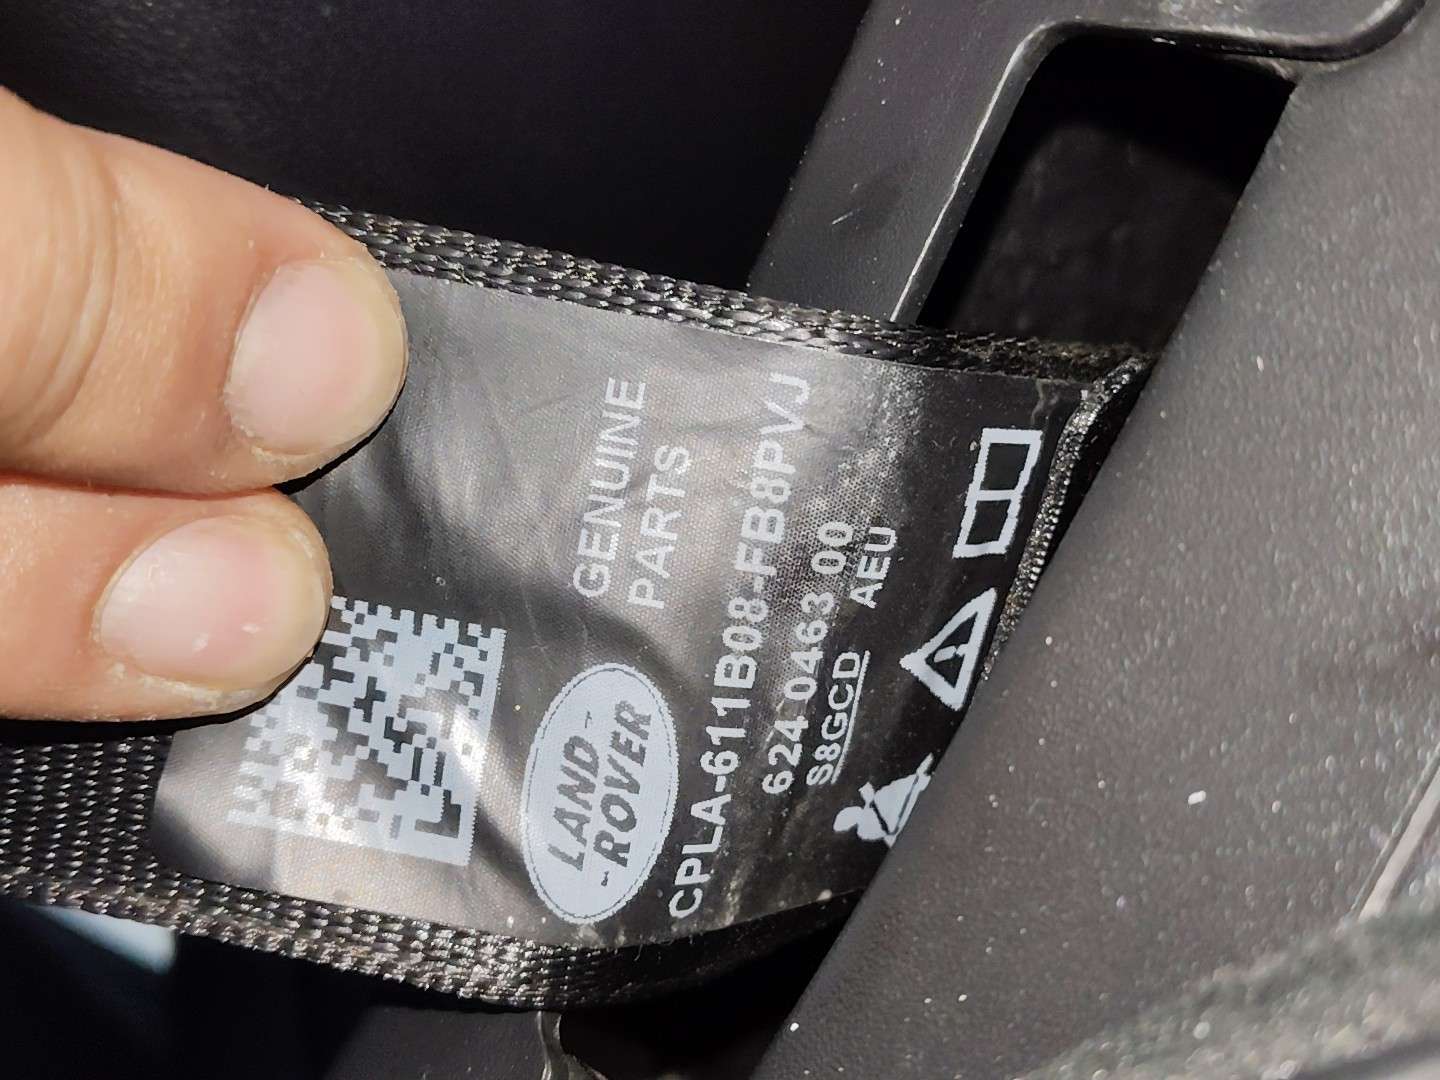 GENUINE
PARTS
LAND
ROVER
CPLA-611B08-FB8PVJ
624 0463 00
S8GCD AEU